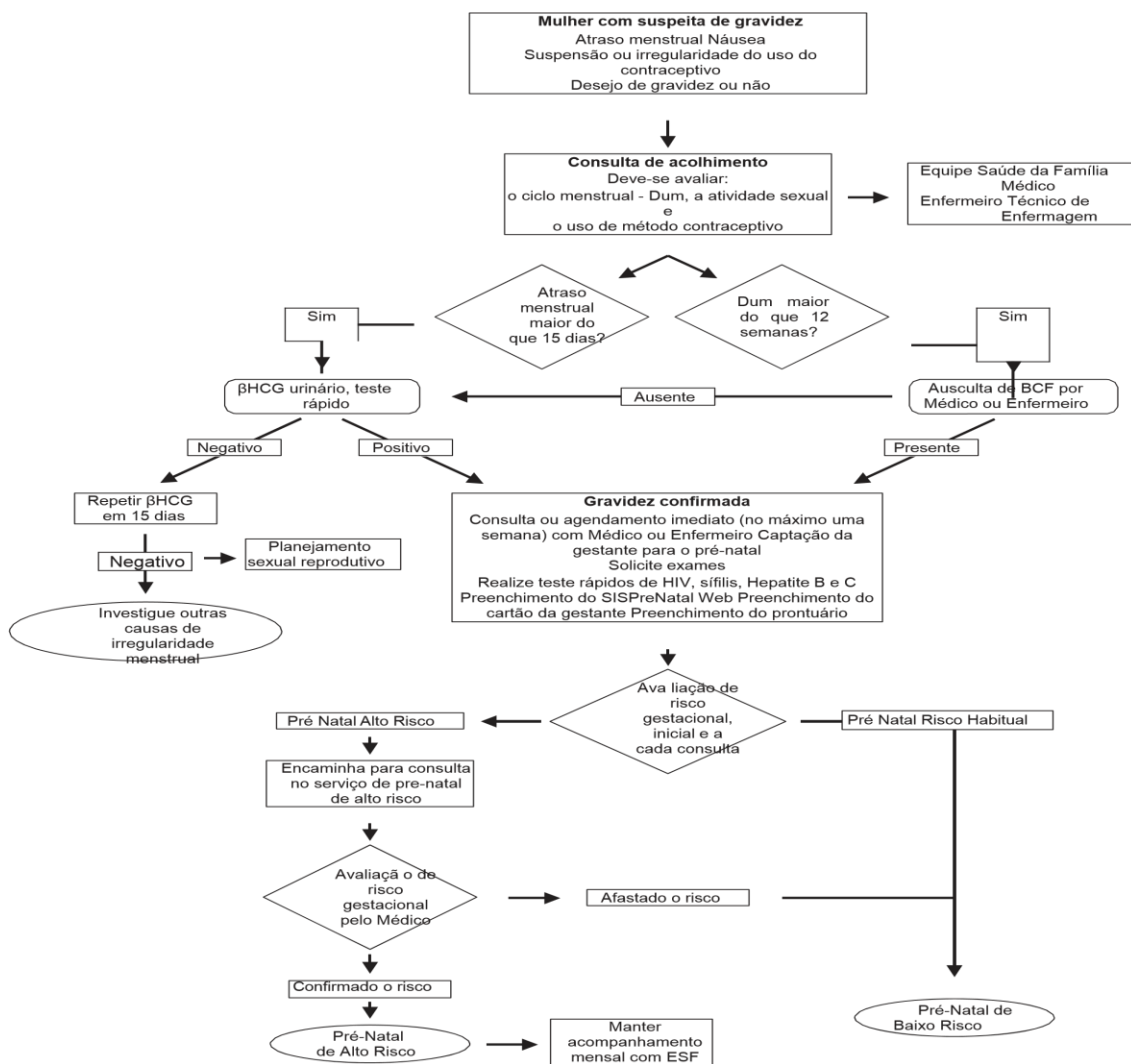 Mulher com suspeita de gravidez
Atraso menstrual Náusea
Suspensão ou irregularidade do uso do
contraceptivo
Desejo de gravidez ou não
Consulta de acolhimento
Deve-se avaliar:
o ciclo menstrual - Dum, a atividade sexual
e
o uso de método contraceptivo
Equipe Saúde da Família
Médico
Enfermeiro Técnico de
Enfermagem
Atraso
menstrual
maior do
que 15 dias?
Dum maior
do que 12
semanas?
Sim
Sim
βHCG urinário, teste
rápido
Ausente
Ausculta de BCF por
Médico ou Enfermeiro
Negativo
Positivo
Presente
Repetir βHCG
em 15 dias
Negativo
Planejamento
sexual reprodutivo
Investigue outras
causas de
irregularidade
menstrual
Gravidez confirmada
Consulta ou agendamento imediato (no máximo uma
semana) com Médico ou Enfermeiro Captação da
gestante para o pré-natal
Solicite exames
Realize teste rápidos de HIV, sífilis, Hepatite B e C
Preenchimento do SISPreNatal Web Preenchimento do
cartão da gestante Preenchimento do prontuário
Ava liação de
risco
gestacional,
inicial e a
cada consulta
Pré Natal Alto Risco
Pré Natal Risco Habitual
Encaminha para consulta
no serviço de pre-natal
de alto risco
Avaliaçã o de
risco
gestacional
pelo Médico
Afastado o risco
Confirmado o risco
Pré-Natal
de Alto Risco
Manter
acompanhamento
mensal com ESF
Pré-Natal de
Baixo Risco